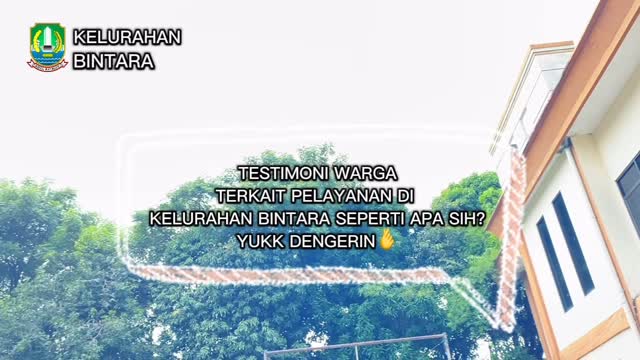 KELURAHAN
BINTARA
TESTIMONI WARGA
TERKAIT PELAYANAN DI
KELURAHAN BINTARA SEPERTI APA SIH?
YUKK DENGERIN🫵